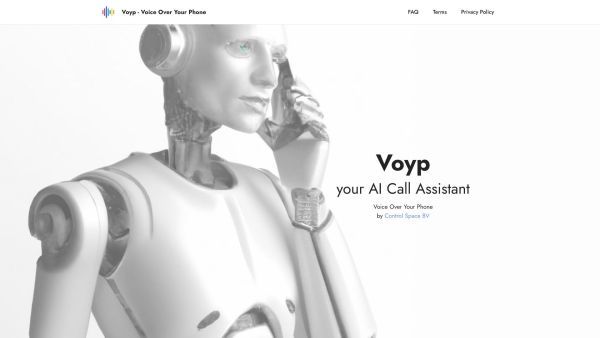 Voyp - Voice Over Your Phone
FAQ
Terms
Privacy Policy
Voyp
your AI Call Assistant
Voice Over Your Phone
by Control Space BV